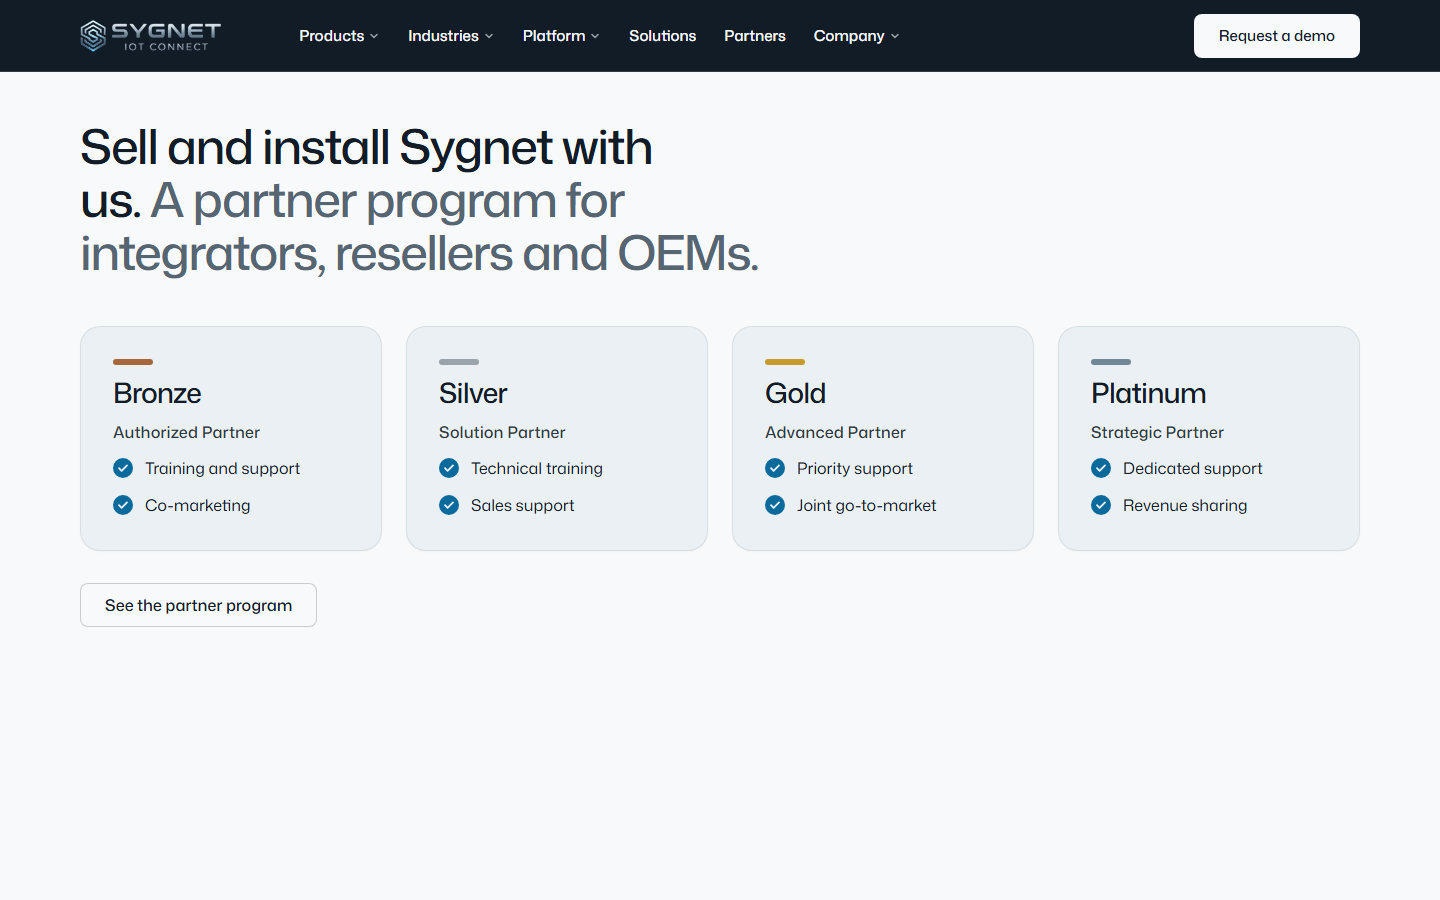 SYGNET
IOT CONNECT
Products
Industries
Platform
Solutions
Partners
Company
Request a demo
Sell and install Sygnet with
us. A partner program for
integrators, resellers and OEMs.
Bronze
Authorized Partner
Training and support
Co-marketing
Silver
Solution Partner
Technical training
Sales support
Gold
Advanced Partner
Priority support
Joint go-to-market
Platinum
Strategic Partner
Dedicated support
Revenue sharing
See the partner program